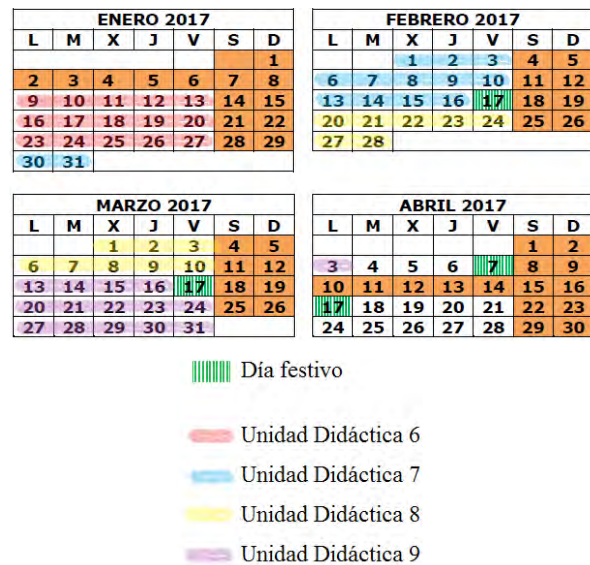 ENERO 2017
L M X J V S D
1
2 3 4 5 6 7 8
9 10 11 12 13 14 15
16 17 18 19 20 21 22
23 24 25 26 27 28 29
30 31
FEBRERO 2017
L M X J V S D
1 2 3 4 5
6 7 8 9 10 11 12
13 14 15 16 17 18 19
20 21 22 23 24 25 26
27 28
MARZO 2017
L M X J V S D
1 2 3 4 5
6 7 8 9 10 11 12
13 14 15 16 17 18 19
20 21 22 23 24 25 26
27 28 29 30 31
ABRIL 2017
L M X J V S D
1 2
3 4 5 6 7 8 9
10 11 12 13 14 15 16
17 18 19 20 21 22 23
24 25 26 27 28 29 30
Día festivo
Unidad Didáctica 6
Unidad Didáctica 7
Unidad Didáctica 8
Unidad Didáctica 9